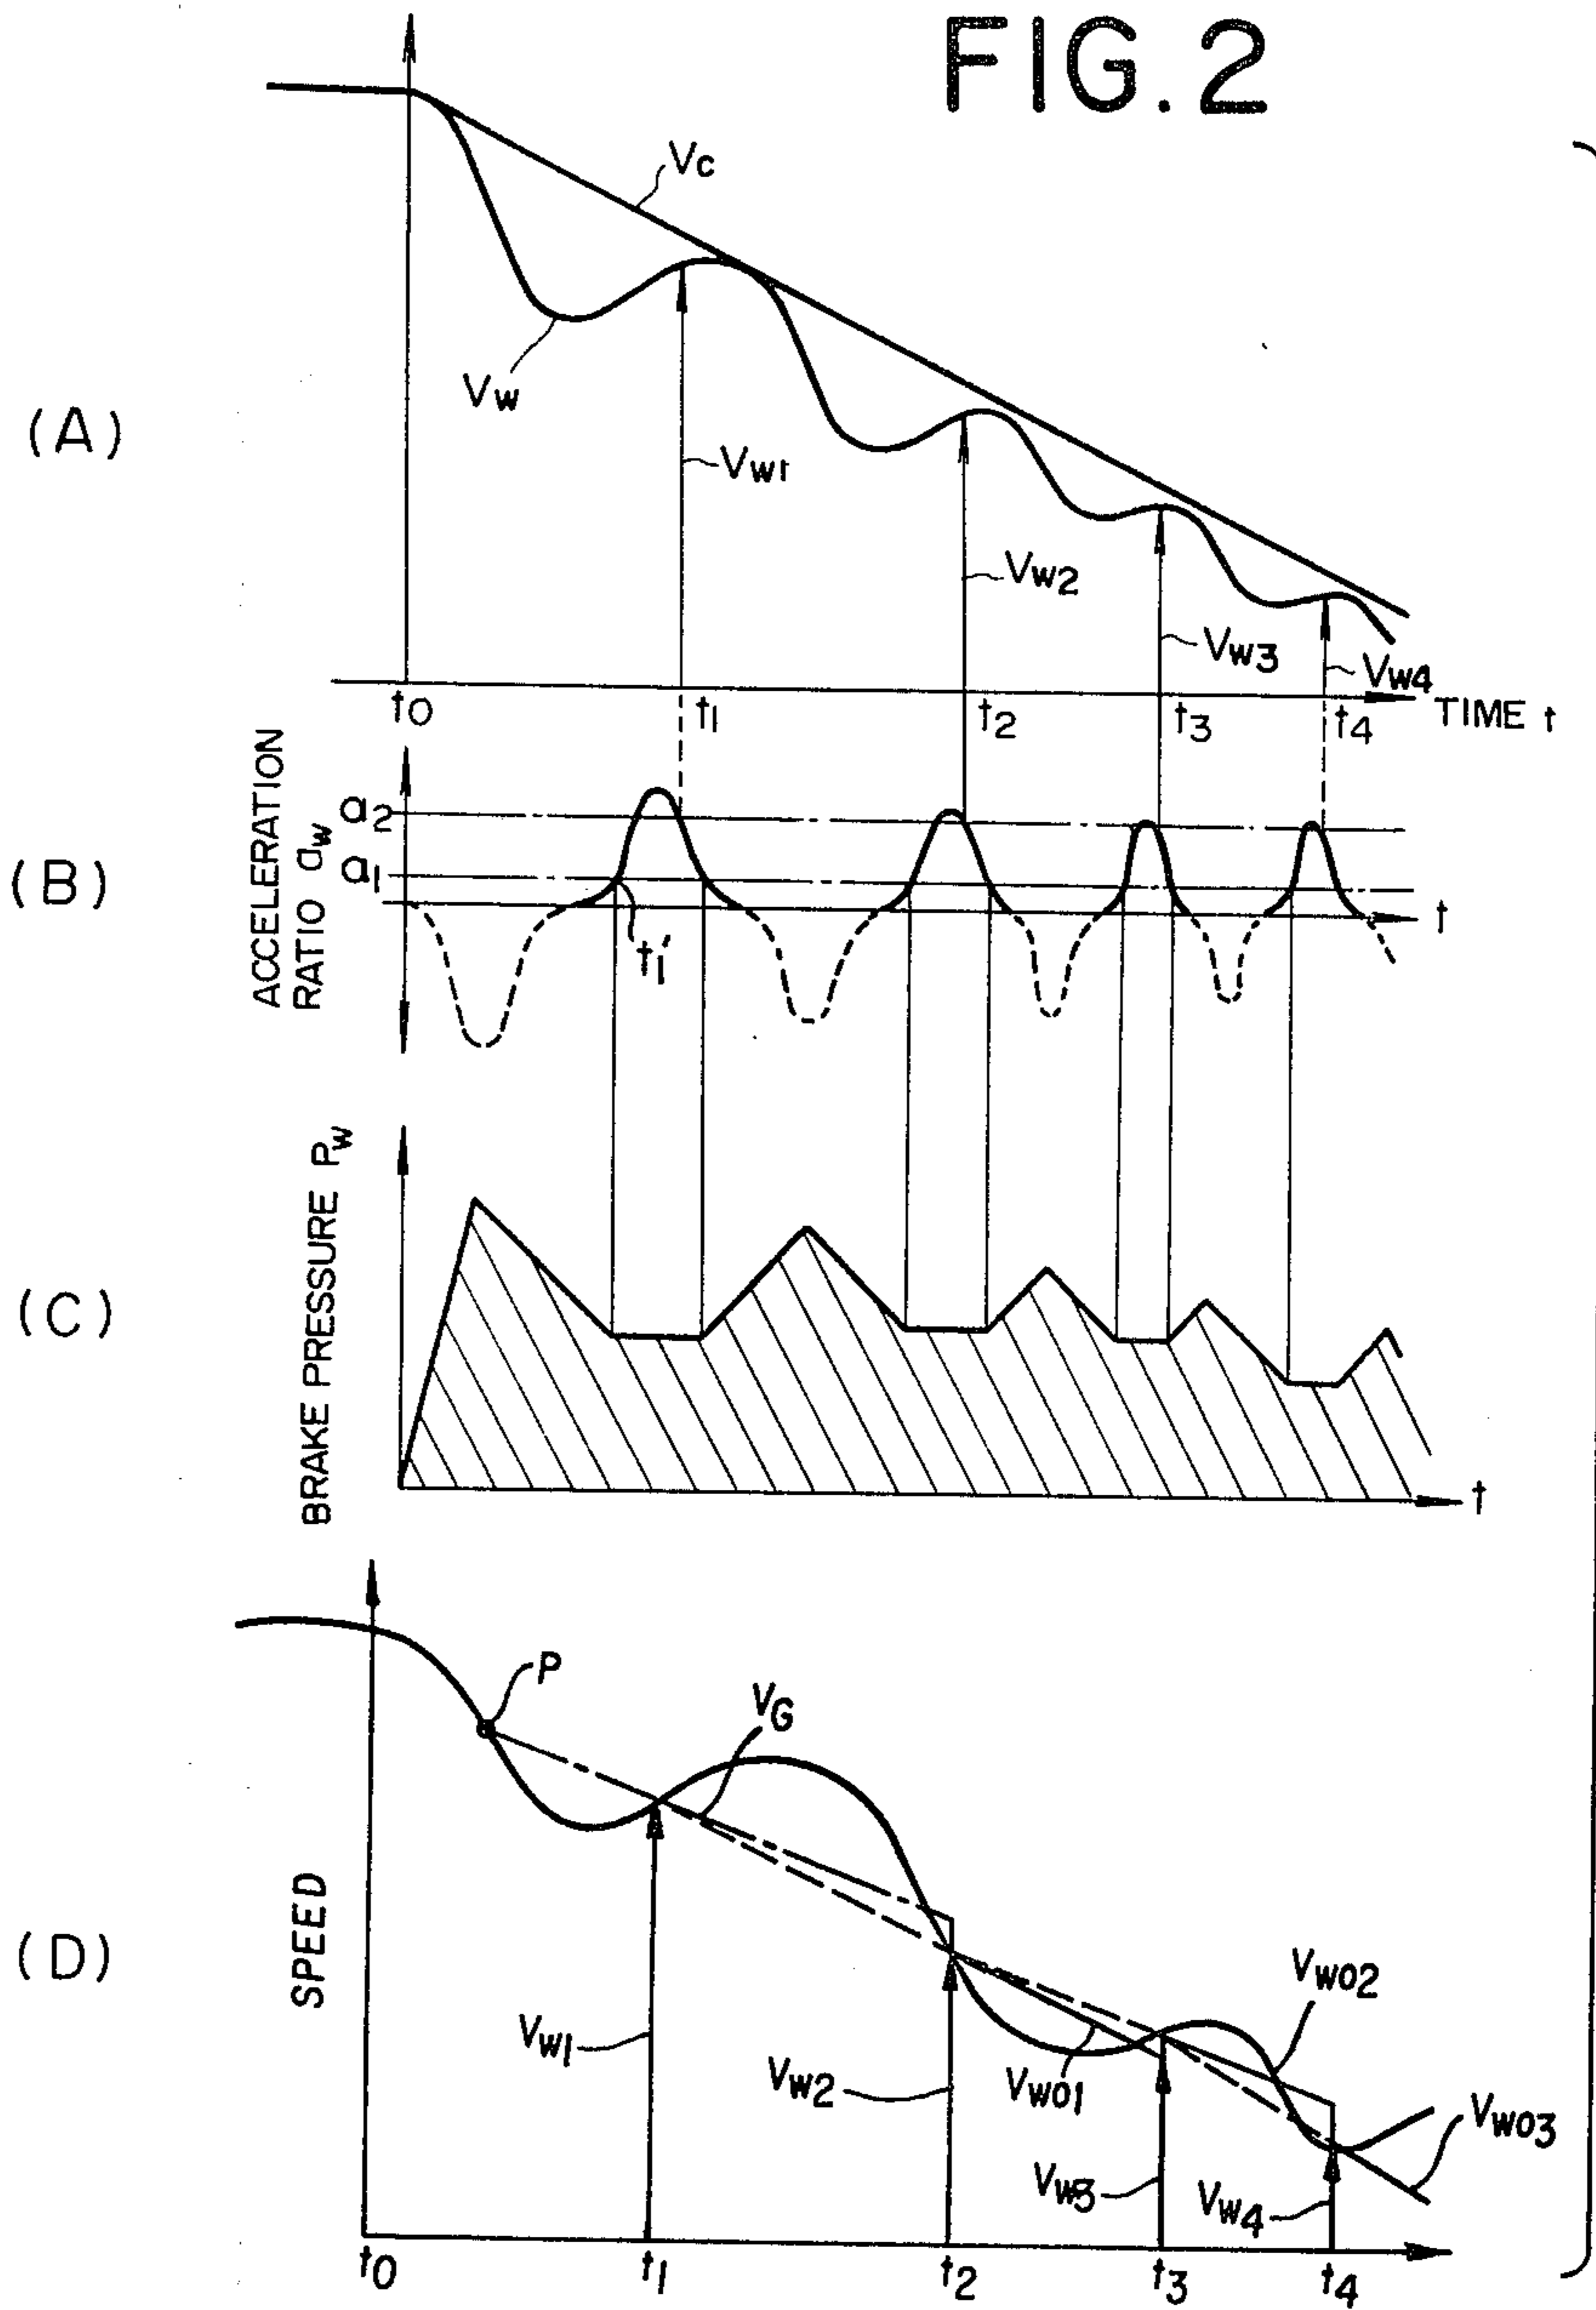 FIG.2
(A)
Vc
Vw
Vw1
Vw2
Vw3
Vw4
t0
t1
t2
t3
t4
TIME t
(B)
ACCELERATION
RATIO aw
a2
a1
t1'
t
(C)
BRAKE PRESSURE Pw
t
(D)
SPEED
P
VG
Vw1
Vw2
Vw01
Vw02
Vw3
Vw4
Vw03
t0
t1
t2
t3
t4